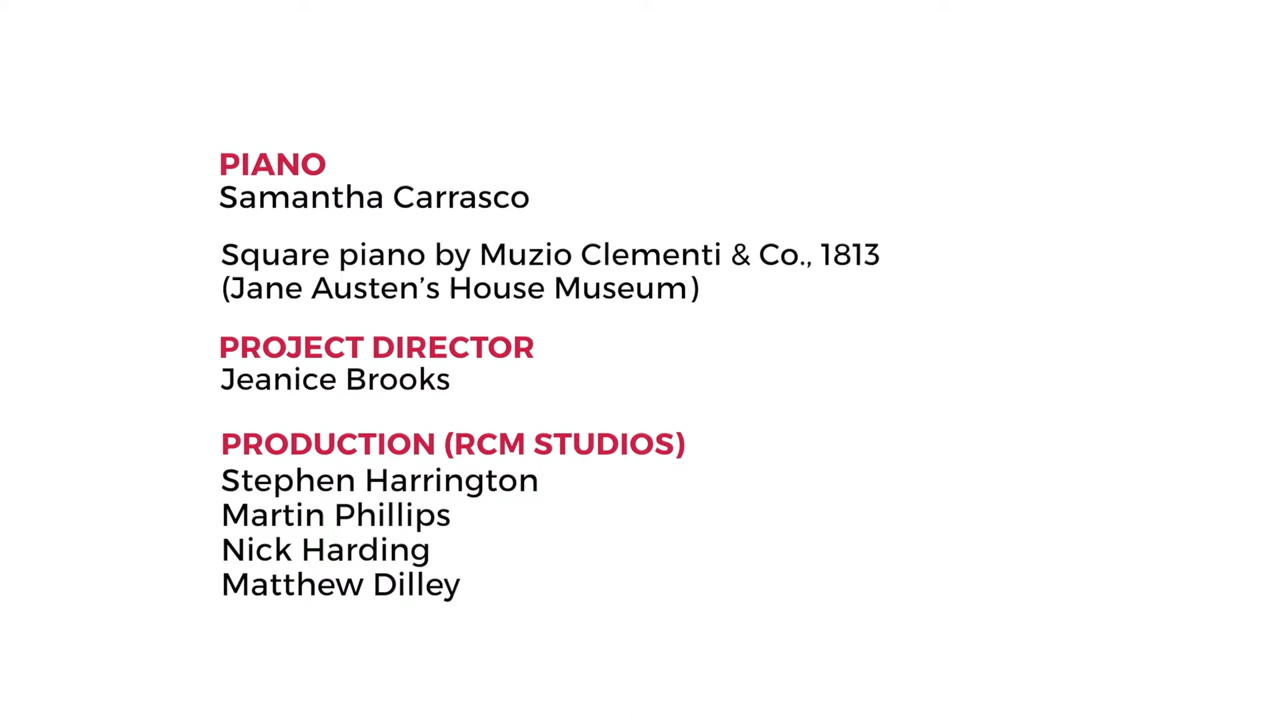 PIANO
Samantha Carrasco
Square piano by Muzio Clementi & Co., 1813
(Jane Austen’s House Museum)
PROJECT DIRECTOR
Jeanice Brooks
PRODUCTION (RCM STUDIOS)
Stephen Harrington
Martin Phillips
Nick Harding
Matthew Dilley